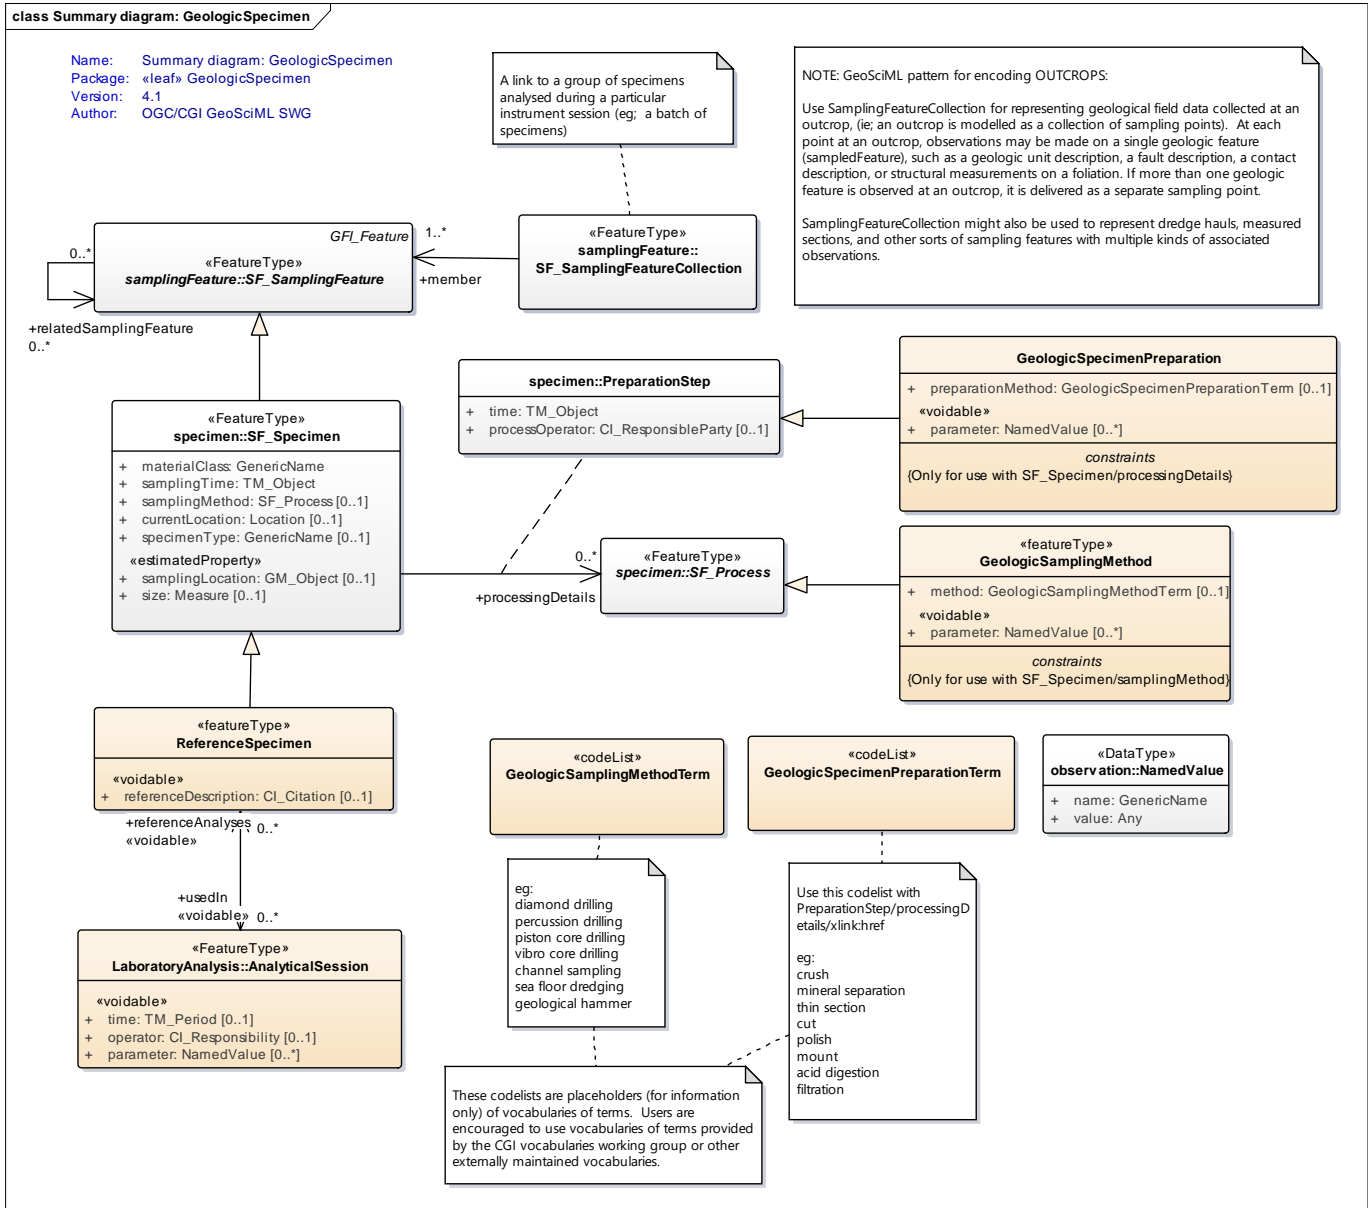 class Summary diagram: GeologicSpecimen
Name: Summary diagram: GeologicSpecimen
Package: «leaf» GeologicSpecimen
Version: 4.1
Author: OGC/CGI GeoSciML SWG
A link to a group of specimens
analysed during a particular
instrument session (eg; a batch of
specimens)
NOTE: GeoSciML pattern for encoding OUTCROPS:
Use SamplingFeatureCollection for representing geological field data collected at an
outcrop, (ie; an outcrop is modelled as a collection of sampling points). At each
point at an outcrop, observations may be made on a single geologic feature
(sampledFeature), such as a geologic unit description, a fault description, a contact
description, or structural measurements on a foliation. If more than one geologic
feature is observed at an outcrop, it is delivered as a separate sampling point.
SamplingFeatureCollection might also be used to represent dredge hauls, measured
sections, and other sorts of sampling features with multiple kinds of associated
observations.
GFI_Feature
«FeatureType»
samplingFeature::SF_SamplingFeature
0..*
+relatedSamplingFeature
0..*
1..*
+member
«FeatureType»
samplingFeature::
SF_SamplingFeatureCollection
specimen::PreparationStep
+ time: TM_Object
+ processOperator: CI_ResponsibleParty [0..1]
GeologicSpecimenPreparation
+ preparationMethod: GeologicSpecimenPreparationTerm [0..1]
«voidable»
+ parameter: NamedValue [0..*]
constraints
{Only for use with SF_Specimen/processingDetails}
«FeatureType»
specimen::SF_Specimen
+ materialClass: GenericName
+ samplingTime: TM_Object
+ samplingMethod: SF_Process [0..1]
+ currentLocation: Location [0..1]
+ specimenType: GenericName [0..1]
«estimatedProperty»
+ samplingLocation: GM_Object [0..1]
+ size: Measure [0..1]
0..*
+processingDetails
«FeatureType»
specimen::SF_Process
«featureType»
GeologicSamplingMethod
+ method: GeologicSamplingMethodTerm [0..1]
«voidable»
+ parameter: NamedValue [0..*]
constraints
{Only for use with SF_Specimen/samplingMethod}
«featureType»
ReferenceSpecimen
«voidable»
+ referenceDescription: CI_Citation [0..1]
+referenceAnalyses
0..*
«voidable»
+usedIn
«voidable»
0..*
«FeatureType»
LaboratoryAnalysis::AnalyticalSession
«voidable»
+ time: TM_Period [0..1]
+ operator: CI_Responsibility [0..1]
+ parameter: NamedValue [0..*]
«codeList»
GeologicSamplingMethodTerm
«codeList»
GeologicSpecimenPreparationTerm
«DataType»
observation::NamedValue
+ name: GenericName
+ value: Any
eg:
diamond drilling
percussion drilling
piston core drilling
vibro core drilling
channel sampling
sea floor dredging
geological hammer
Use this codelist with
PreparationStep/processingD
etails/xlink:href
eg:
crush
mineral separation
thin section
cut
polish
mount
acid digestion
filtration
These codelists are placeholders (for information
only) of vocabularies of terms. Users are
encouraged to use vocabularies of terms provided
by the CGI vocabularies working group or other
externally maintained vocabularies.